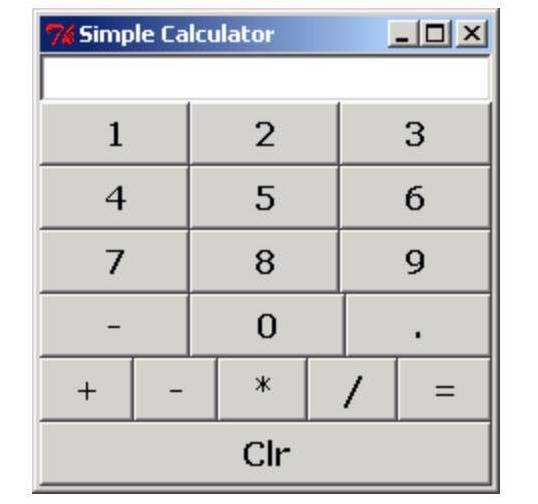 Simple Calculator
1 2 3
4 5 6
7 8 9
- 0 .
+ - * / =
Clr